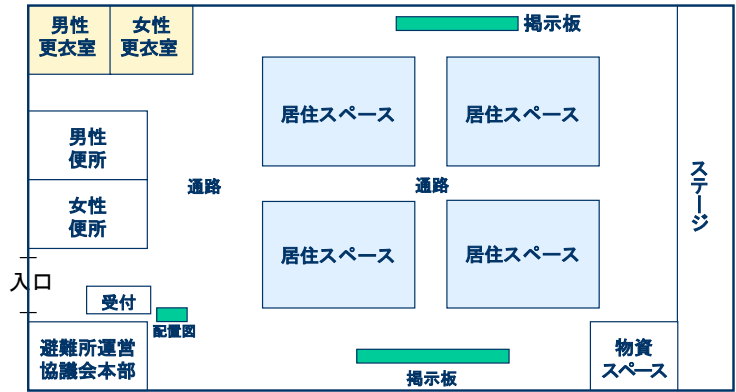 男性
更衣室
女性
更衣室
掲示板
居住スペース
居住スペース
男性
便所
通路
通路
ステージ
女性
便所
居住スペース
居住スペース
入口
受付
配置図
避難所運営
協議会本部
掲示板
物資
スペース